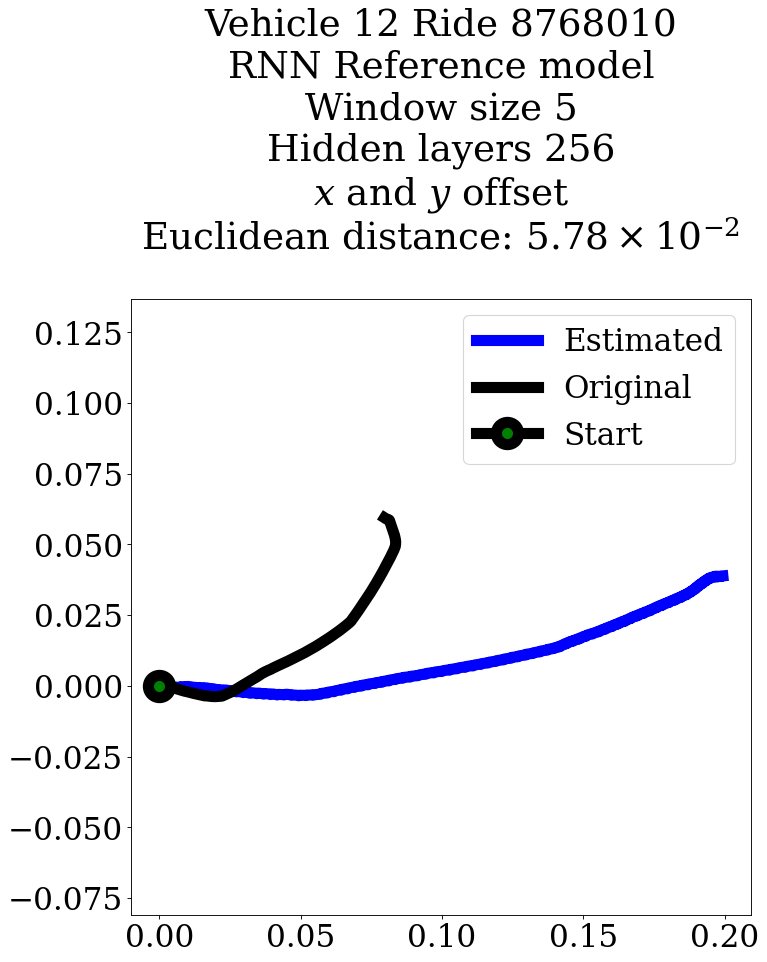 Vehicle 12 Ride 8768010
RNN Reference model
Window size 5
Hidden layers 256
x and y offset
Euclidean distance: 5.78 × 10⁻²
Estimated
Original
Start
0.125
0.100
0.075
0.050
0.025
0.000
−0.025
−0.050
−0.075
0.00 0.05 0.10 0.15 0.20